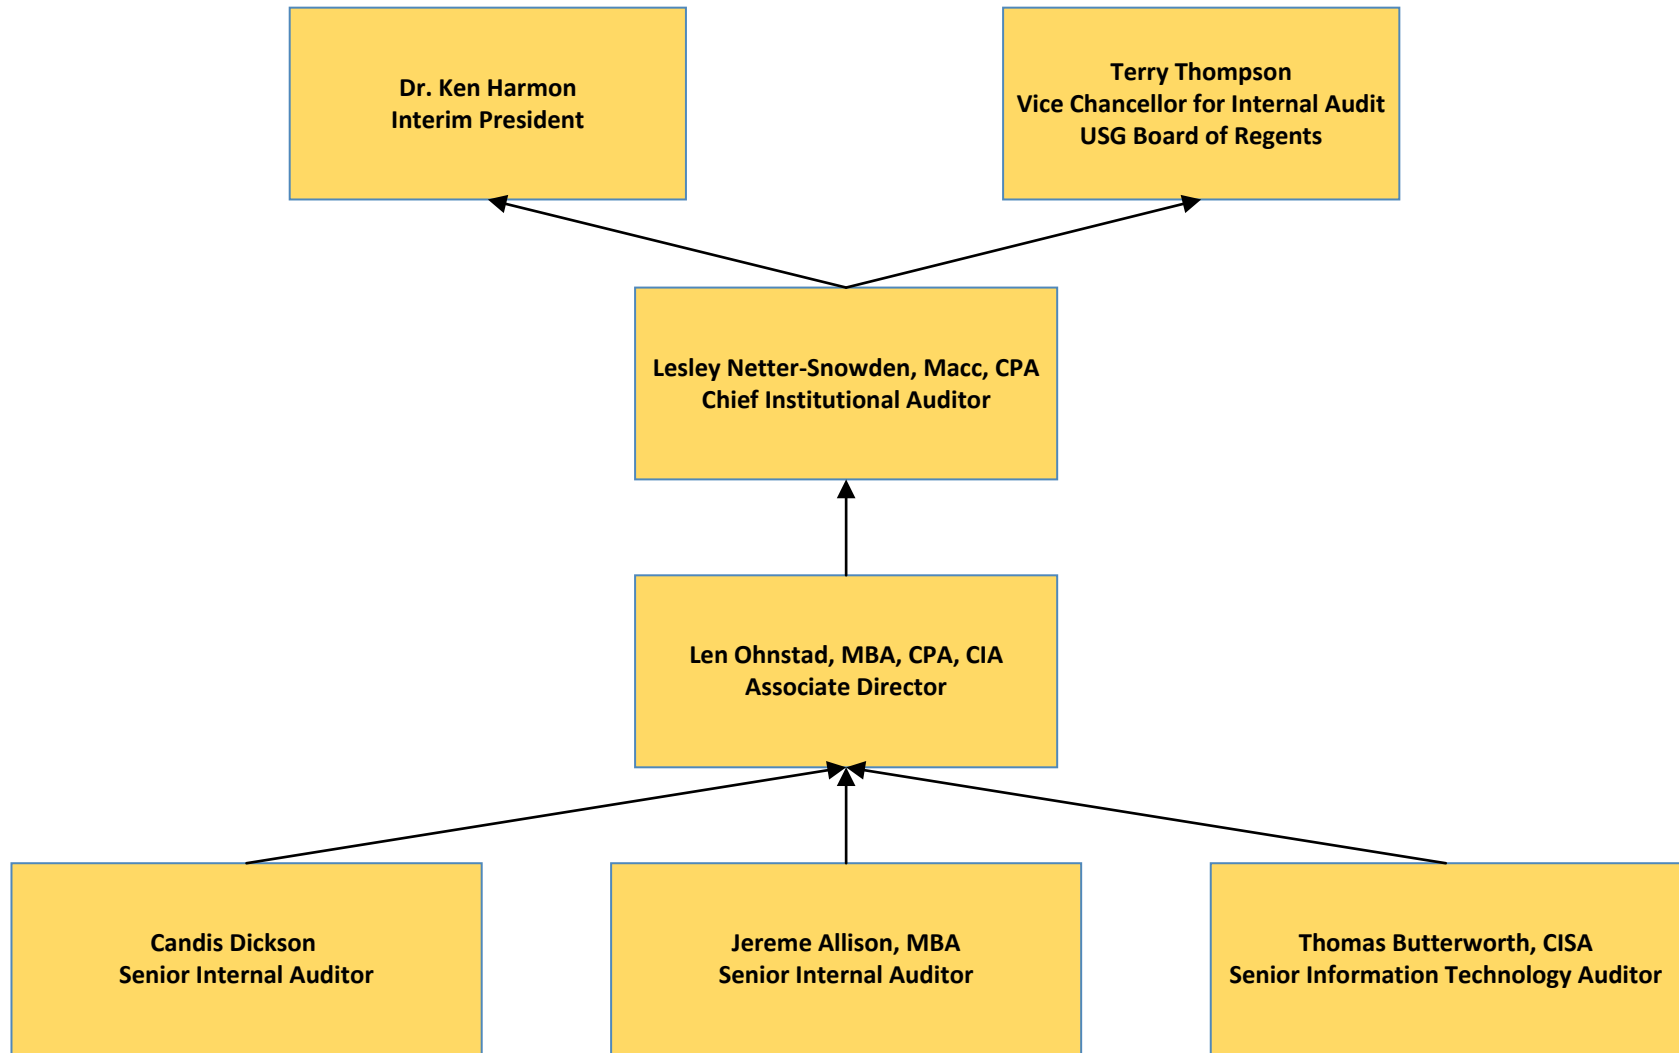 Dr. Ken Harmon
Interim President
Terry Thompson
Vice Chancellor for Internal Audit
USG Board of Regents
Lesley Netter-Snowden, Macc, CPA
Chief Institutional Auditor
Len Ohnstad, MBA, CPA, CIA
Associate Director
Candis Dickson
Senior Internal Auditor
Jereme Allison, MBA
Senior Internal Auditor
Thomas Butterworth, CISA
Senior Information Technology Auditor